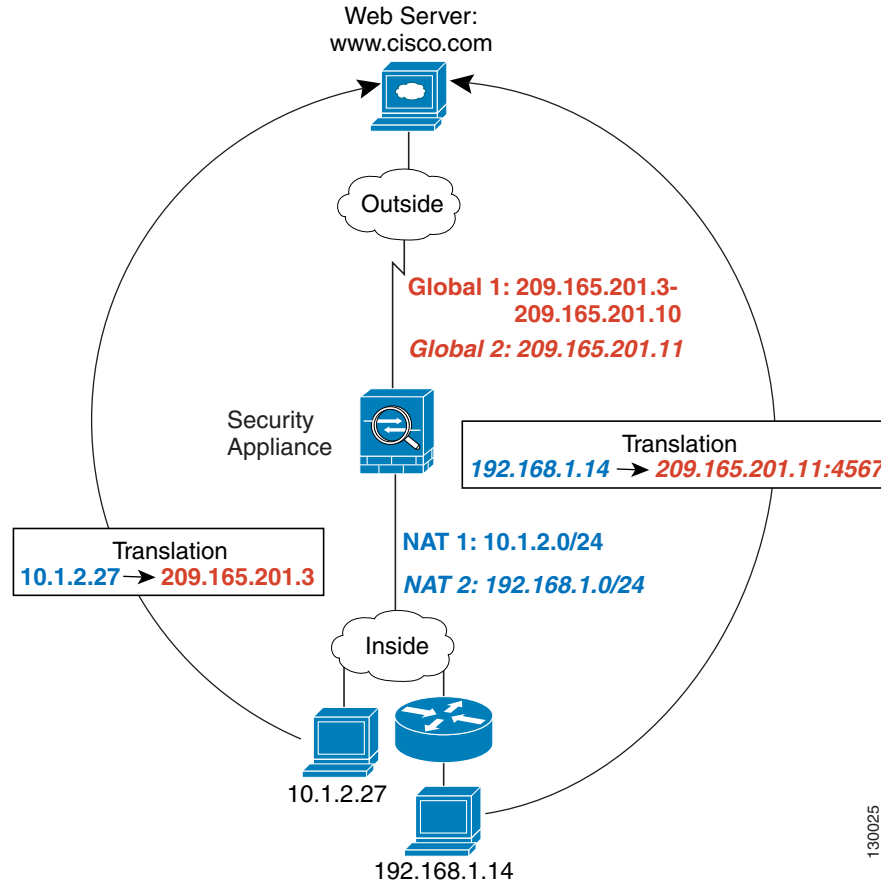 Web Server:
www.cisco.com
Outside
Global 1: 209.165.201.3-
209.165.201.10
Global 2: 209.165.201.11
Security
Appliance
Translation
192.168.1.14 → 209.165.201.11:4567
Translation
10.1.2.27 → 209.165.201.3
NAT 1: 10.1.2.0/24
NAT 2: 192.168.1.0/24
Inside
10.1.2.27
192.168.1.14
130025